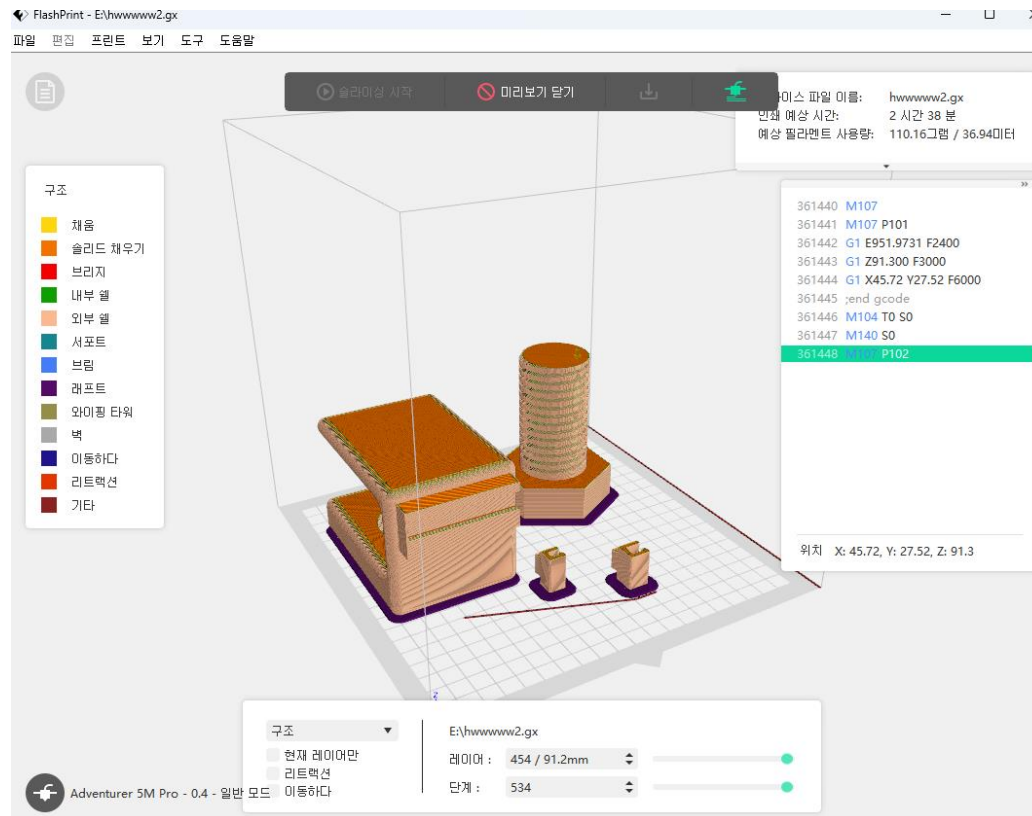 FlashPrint - E:\hwwwww2.gx
파일 편집 프린트 보기 도구 도움말
슬라이싱 시작 미리보기 닫기
이스 파일 이름: hwwwww2.gx
인쇄 예상 시간: 2 시간 38 분
예상 필라멘트 사용량: 110.16그램 / 36.94미터
구조
채움
솔리드 채우기
브리지
내부 쉘
외부 쉘
서포트
브림
래프트
와이핑 타워
벽
이동하다
리트랙션
기타
361440 M107
361441 M107 P101
361442 G1 E951.9731 F2400
361443 G1 Z91.300 F3000
361444 G1 X45.72 Y27.52 F6000
361445 ;end gcode
361446 M104 T0 S0
361447 M140 S0
361448 M107 P102
위치 X: 45.72, Y: 27.52, Z: 91.3
구조
현재 레이어만
리트랙션
이동하다
E:\hwwwww2.gx
레이어 : 454 / 91.2mm
단계 : 534
Adventurer 5M Pro - 0.4 - 일반 모드